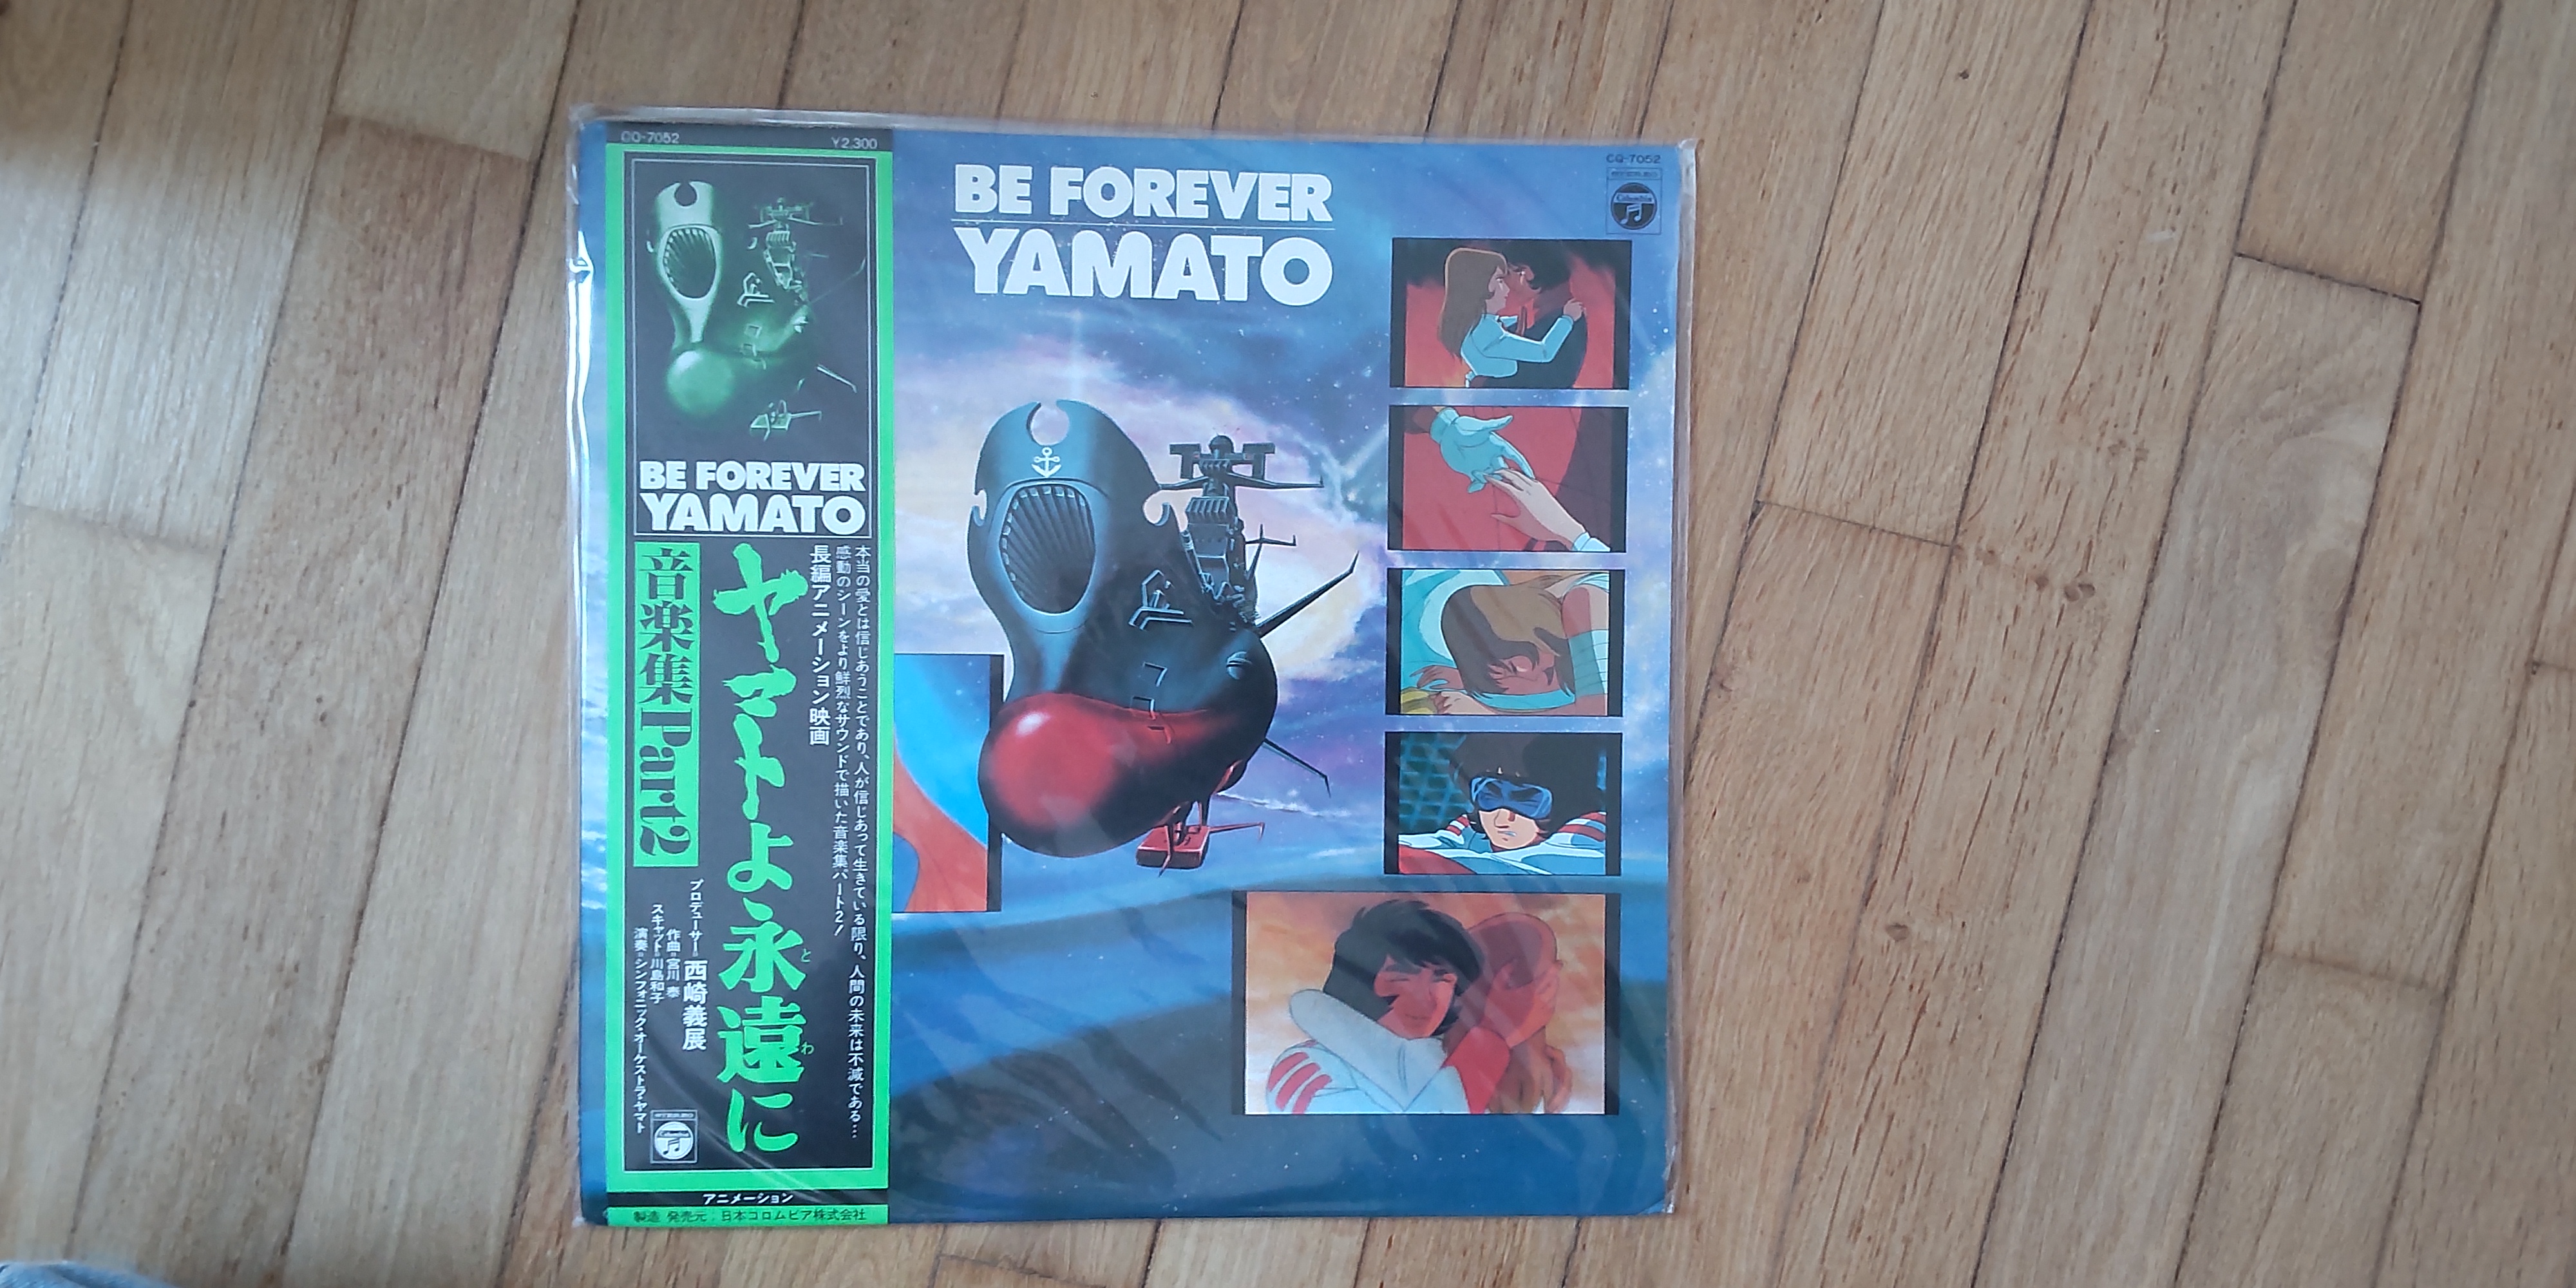 CQ-7052
¥2,300
BE FOREVER
YAMATO
本当の愛とは信じあうことであり、人が信じあって生きている限り、人間の未来は不滅である…
感動のシーンをより鮮烈なサウンドで描いた音楽集パート2!
長編アニメーション映画
ヤマトよ永遠に
とわ
音楽集Part2
プロデューサー=西崎義展
作曲=宮川 泰
スキャット=川島和子
演奏=シンフォニック・オーケストラ・ヤマト
STEREO
Columbia
アニメーション
製造 発売元:日本コロムビア株式会社
BE FOREVER
YAMATO
CQ-7052
STEREO
Columbia